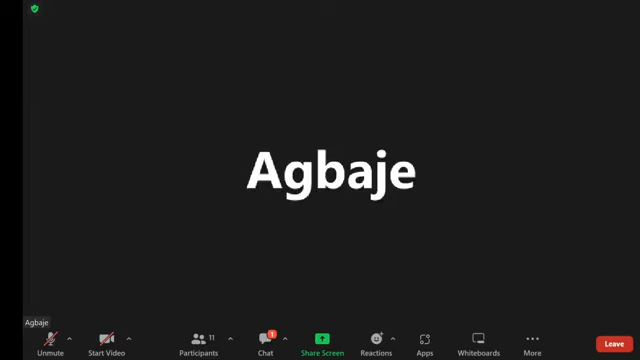 Agbaje
Agbaje
Unmute
Start Video
Participants
11
Chat
1
Share Screen
Reactions
Apps
Whiteboards
More
Leave